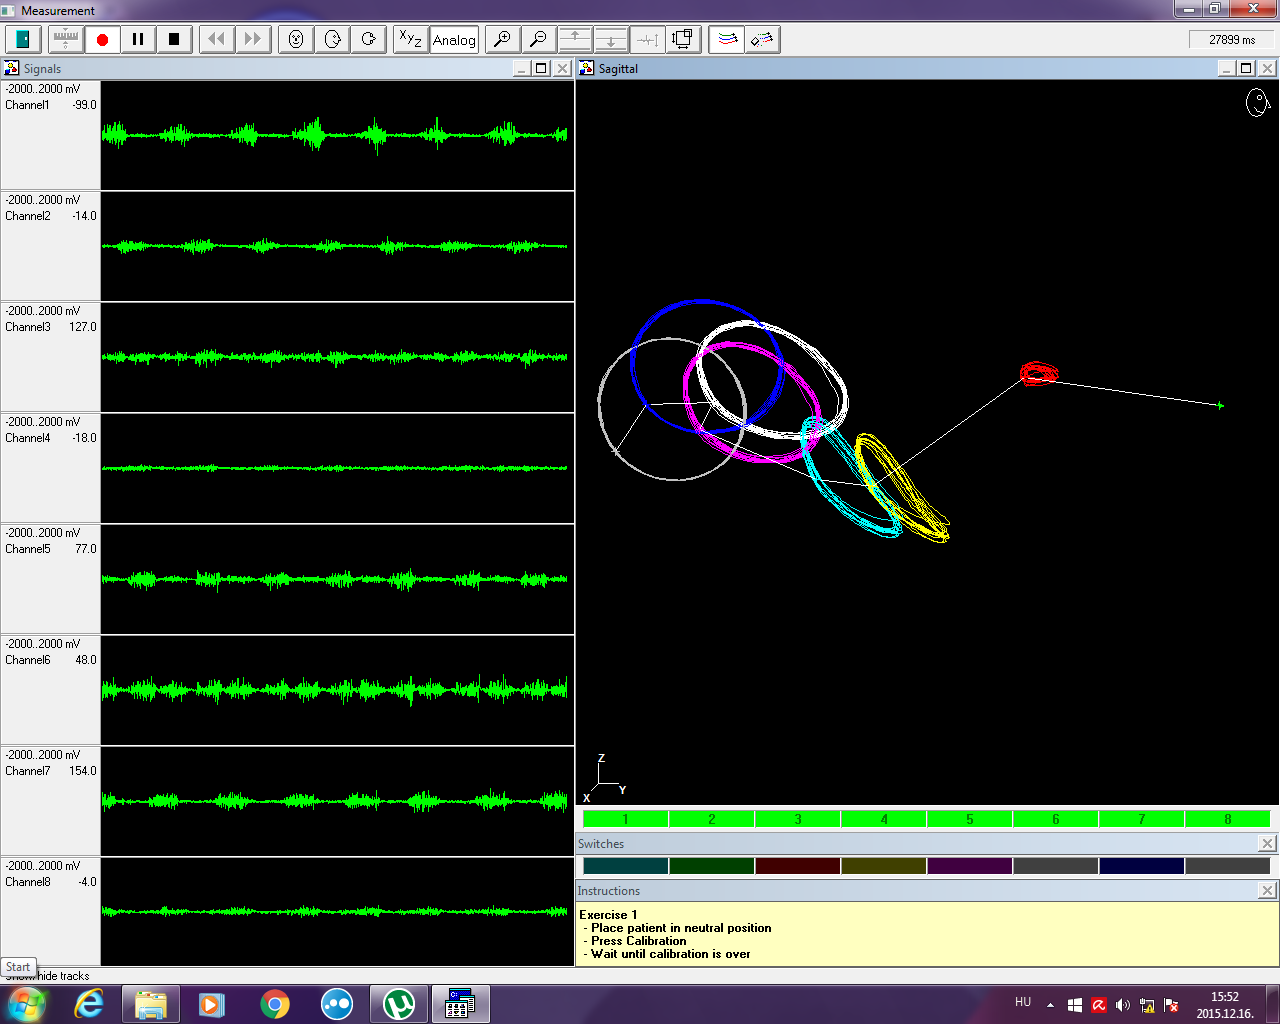 Measurement
Xyz
Analog
27899 ms
Signals
Sagittal
-2000..2000 mV
Channel1 -99.0
-2000..2000 mV
Channel2 -14.0
-2000..2000 mV
Channel3 127.0
-2000..2000 mV
Channel4 -18.0
-2000..2000 mV
Channel5 77.0
-2000..2000 mV
Channel6 48.0
-2000..2000 mV
Channel7 154.0
-2000..2000 mV
Channel8 -4.0
Z
Y
X
1 2 3 4 5 6 7 8
Switches
Instructions
Exercise 1
- Place patient in neutral position
- Press Calibration
- Wait until calibration is over
Start
Show/hide tracks
HU
15:52
2015.12.16.